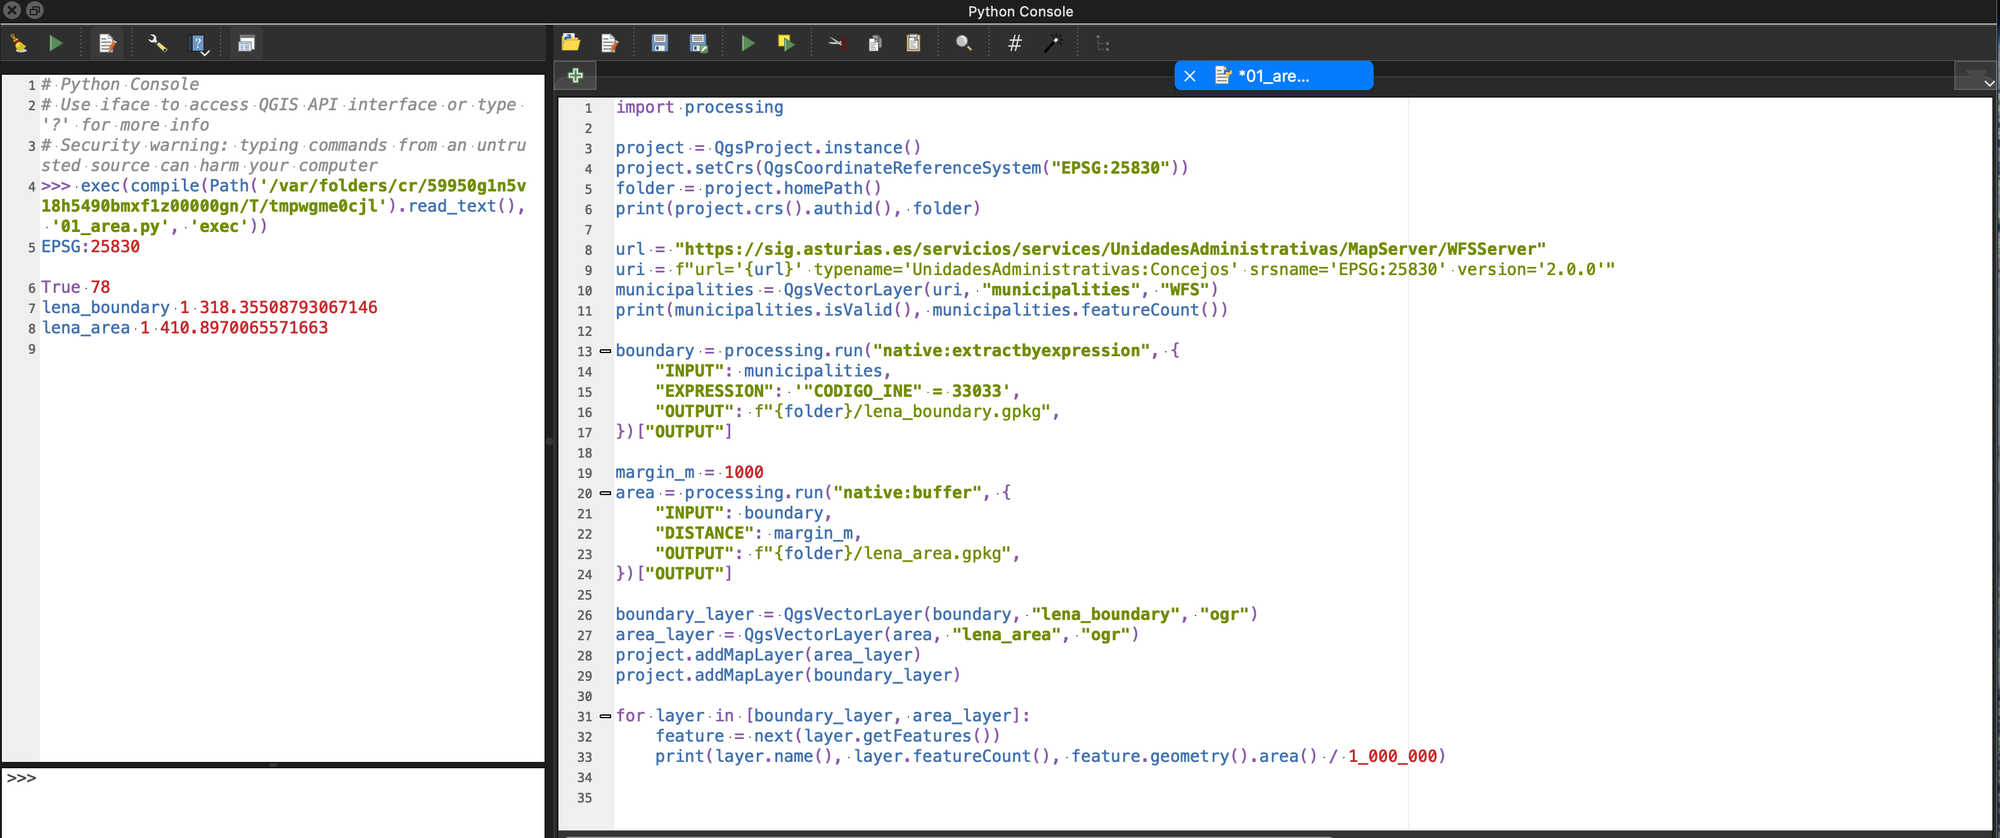 Python Console
*01_are...
1 # Python Console
2 # Use iface to access QGIS API interface or type
'?' for more info
3 # Security warning: typing commands from an untru
sted source can harm your computer
4 >>> exec(compile(Path('/var/folders/cr/59950g1n5v
18h5490bmxf1z00000gn/T/tmpwgme0cjl').read_text(),
'01_area.py', 'exec'))
5 EPSG:25830
6 True 78
7 lena_boundary 1 318.35508793067146
8 lena_area 1 410.8970065571663
9
>>>
1 import processing
2
3 project = QgsProject.instance()
4 project.setCrs(QgsCoordinateReferenceSystem("EPSG:25830"))
5 folder = project.homePath()
6 print(project.crs().authid(), folder)
7
8 url = "https://sig.asturias.es/servicios/services/UnidadesAdministrativas/MapServer/WFSServer"
9 uri = f"url='{url}' typename='UnidadesAdministrativas:Concejos' srsname='EPSG:25830' version='2.0.0'"
10 municipalities = QgsVectorLayer(uri, "municipalities", "WFS")
11 print(municipalities.isValid(), municipalities.featureCount())
12
13 boundary = processing.run("native:extractbyexpression", {
14     "INPUT": municipalities,
15     "EXPRESSION": '"CODIGO_INE" = 33033',
16     "OUTPUT": f"{folder}/lena_boundary.gpkg",
17 })["OUTPUT"]
18
19 margin_m = 1000
20 area = processing.run("native:buffer", {
21     "INPUT": boundary,
22     "DISTANCE": margin_m,
23     "OUTPUT": f"{folder}/lena_area.gpkg",
24 })["OUTPUT"]
25
26 boundary_layer = QgsVectorLayer(boundary, "lena_boundary", "ogr")
27 area_layer = QgsVectorLayer(area, "lena_area", "ogr")
28 project.addMapLayer(area_layer)
29 project.addMapLayer(boundary_layer)
30
31 for layer in [boundary_layer, area_layer]:
32     feature = next(layer.getFeatures())
33     print(layer.name(), layer.featureCount(), feature.geometry().area() / 1_000_000)
34
35